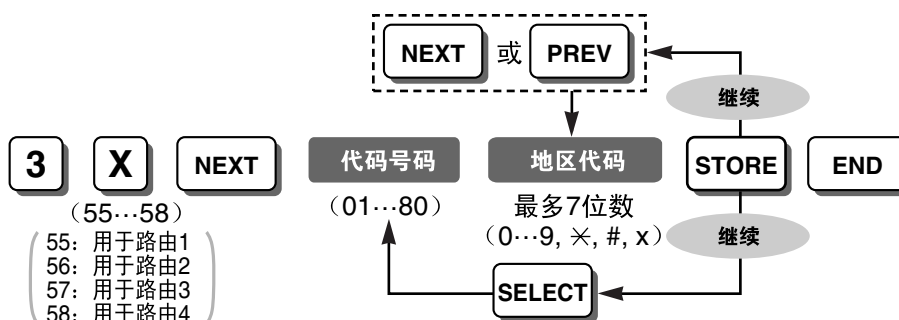 NEXT 或 PREV
继续
3 X NEXT 代码号码 地区代码 STORE END
(55…58) (01…80) 最多7位数
(0…9, ✳, #, x) 继续
55：用于路由1
56：用于路由2
57：用于路由3
58：用于路由4
SELECT